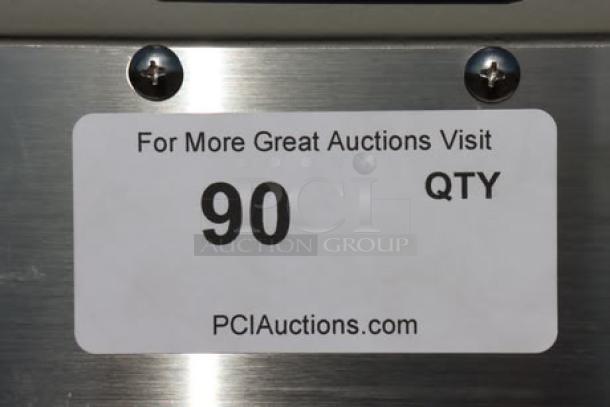 For More Great Auctions Visit
90 QTY
PCI
AUCTION GROUP
PCIAuctions.com